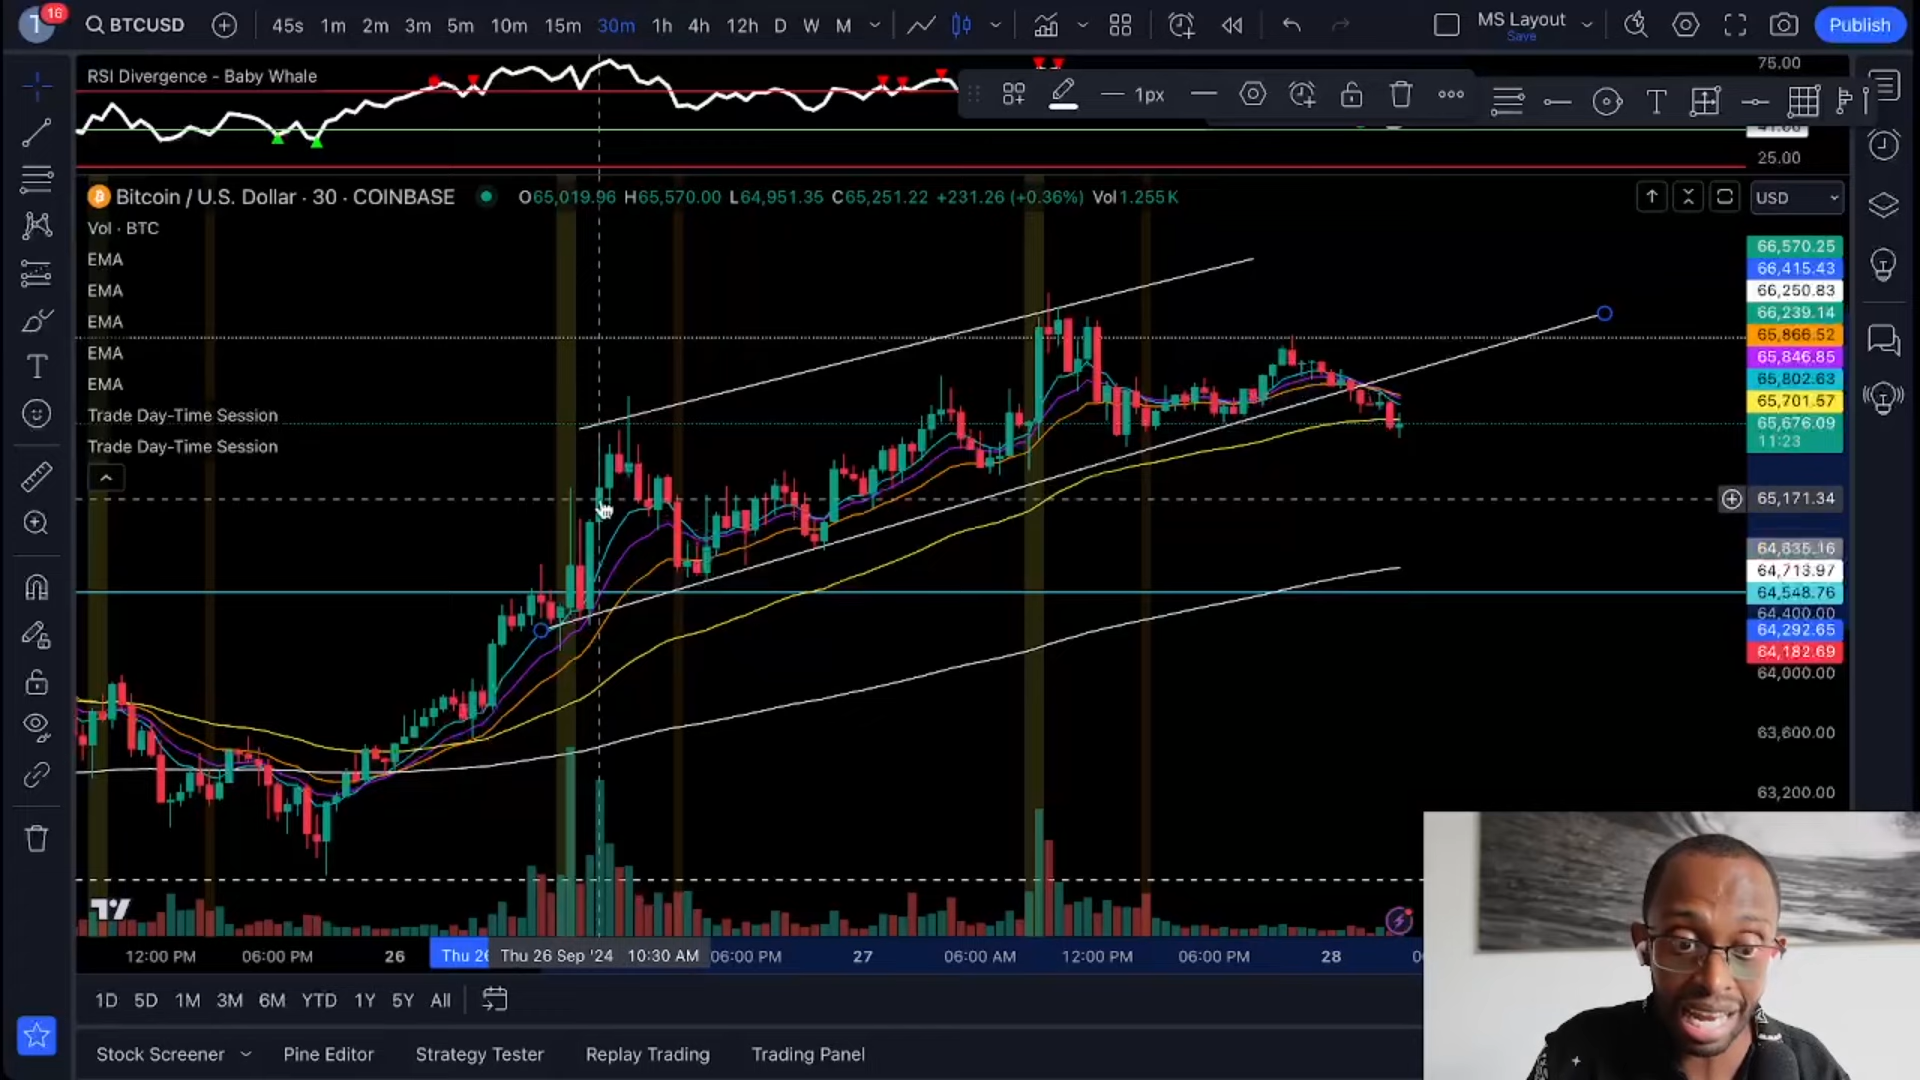 T 16 BTCUSD 45s 1m 2m 3m 5m 10m 15m 30m 1h 4h 12h D W M MS Layout Save Publish
RSI Divergence - Baby Whale 1px 75.00
25.00
Bitcoin / U.S. Dollar · 30 · COINBASE O65,019.96 H65,570.00 L64,951.35 C65,251.22 +231.26 (+0.36%) Vol1.255K USD
Vol · BTC
EMA
EMA
EMA
EMA
EMA
Trade Day-Time Session
Trade Day-Time Session
66,570.25
66,415.43
66,250.83
66,239.14
65,866.52
65,846.85
65,802.63
65,701.57
65,676.09
11:23
65,171.34
64,713.97
64,548.76
64,400.00
64,292.65
64,182.69
64,000.00
63,600.00
63,200.00
12:00 PM 06:00 PM 26 Thu 26 Thu 26 Sep '24 10:30 AM 06:00 PM 27 06:00 AM 12:00 PM 06:00 PM 28
1D 5D 1M 3M 6M YTD 1Y 5Y All
Stock Screener Pine Editor Strategy Tester Replay Trading Trading Panel